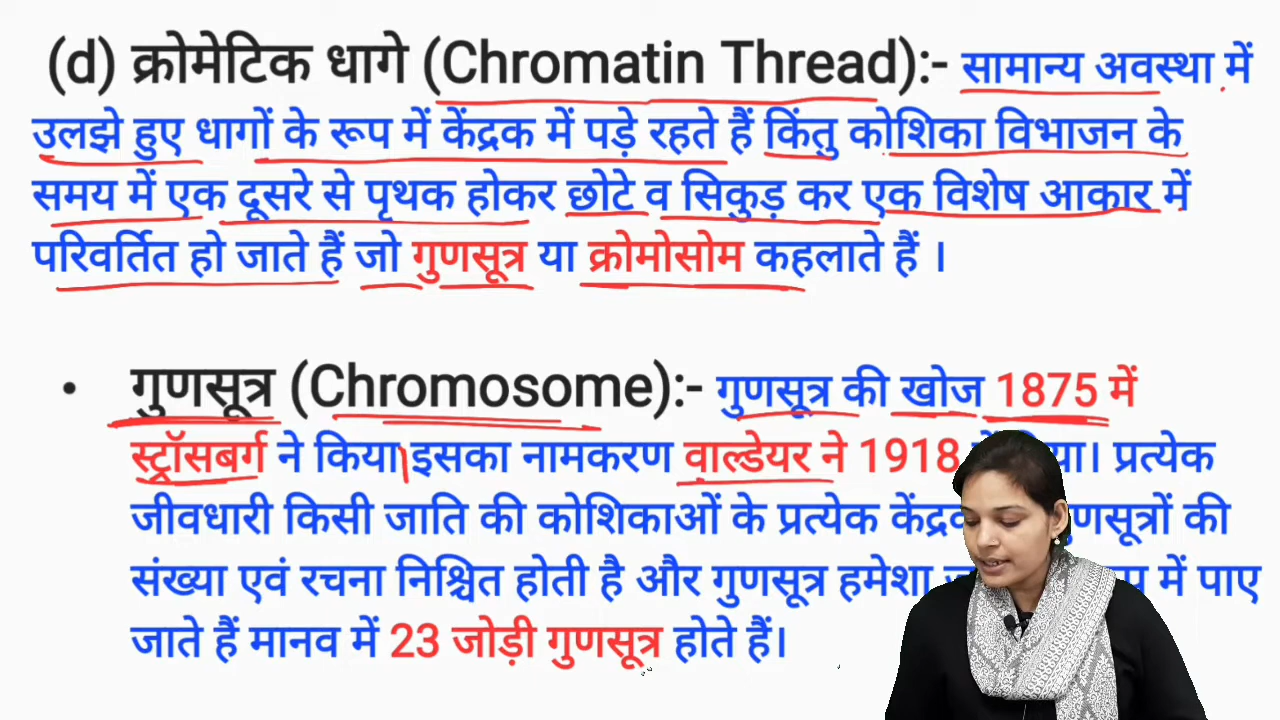 (d) क्रोमेटिक धागे (Chromatin Thread):- सामान्य अवस्था में
उलझे हुए धागों के रूप में केंद्रक में पड़े रहते हैं किंतु कोशिका विभाजन के
समय में एक दूसरे से पृथक होकर छोटे व सिकुड़ कर एक विशेष आकार में
परिवर्तित हो जाते हैं जो गुणसूत्र या क्रोमोसोम कहलाते हैं ।
• गुणसूत्र (Chromosome):- गुणसूत्र की खोज 1875 में
स्ट्रॉसबर्ग ने किया इसका नामकरण वाल्डेयर ने 1918 । प्रत्येक
जीवधारी किसी जाति की कोशिकाओं के प्रत्येक की
संख्या एवं रचना निश्चित होती है और गुणसूत्र हमेशा में पाए
जाते हैं मानव में 23 जोड़ी गुणसूत्र होते हैं।